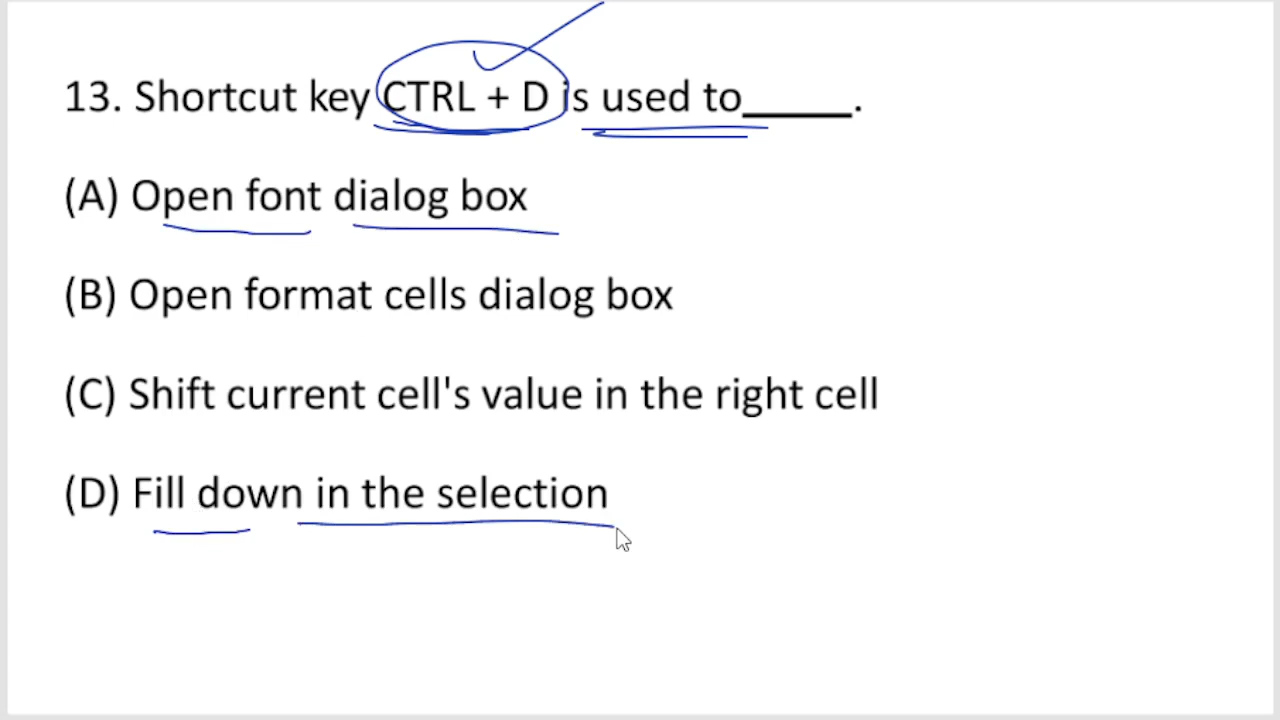 13. Shortcut key CTRL + D is used to_____.
(A) Open font dialog box
(B) Open format cells dialog box
(C) Shift current cell's value in the right cell
(D) Fill down in the selection